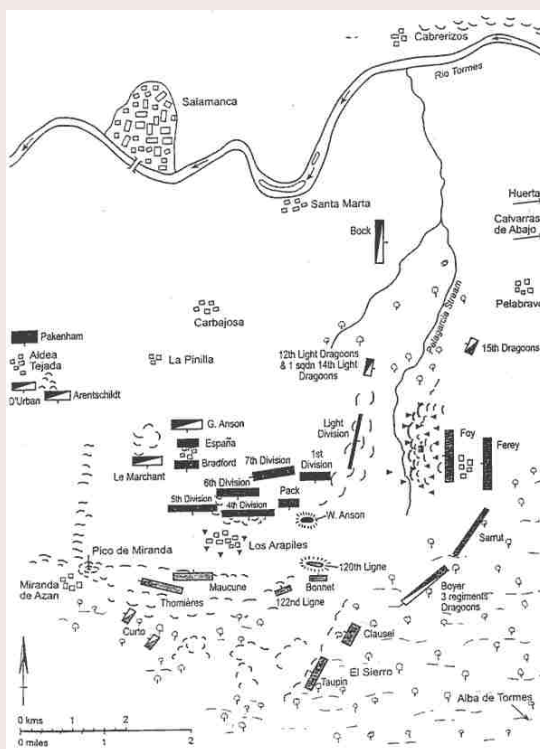 Cabrerizos
Rio Tormes
Salamanca
Santa Marta
Huerta
Calvarrasa
de Abajo
Bock
Pelabravo
Carbajosa
Pelagarcia Stream
Pakenham
Aldea
Tejada
La Pinilla
12th Light Dragoons
& 1 sqdn 14th Light
Dragoons
15th Dragoons
D'Urban
Arentschildt
G. Anson
España
Light
Division
Foy
Ferey
Le Marchant
Bradford
7th Division
1st
Division
6th Division
Pack
5th Division
4th Division
W. Anson
Pico de Miranda
Los Arapiles
Sarrut
Miranda
de Azan
Maucune
120th Ligne
Bonnet
Thomières
122nd Ligne
Boyer
3 regiments
Dragoons
Curto
Clausel
El Sierro
Taupin
Alba de Tormes
0 kms 1 2
0 miles 1 2